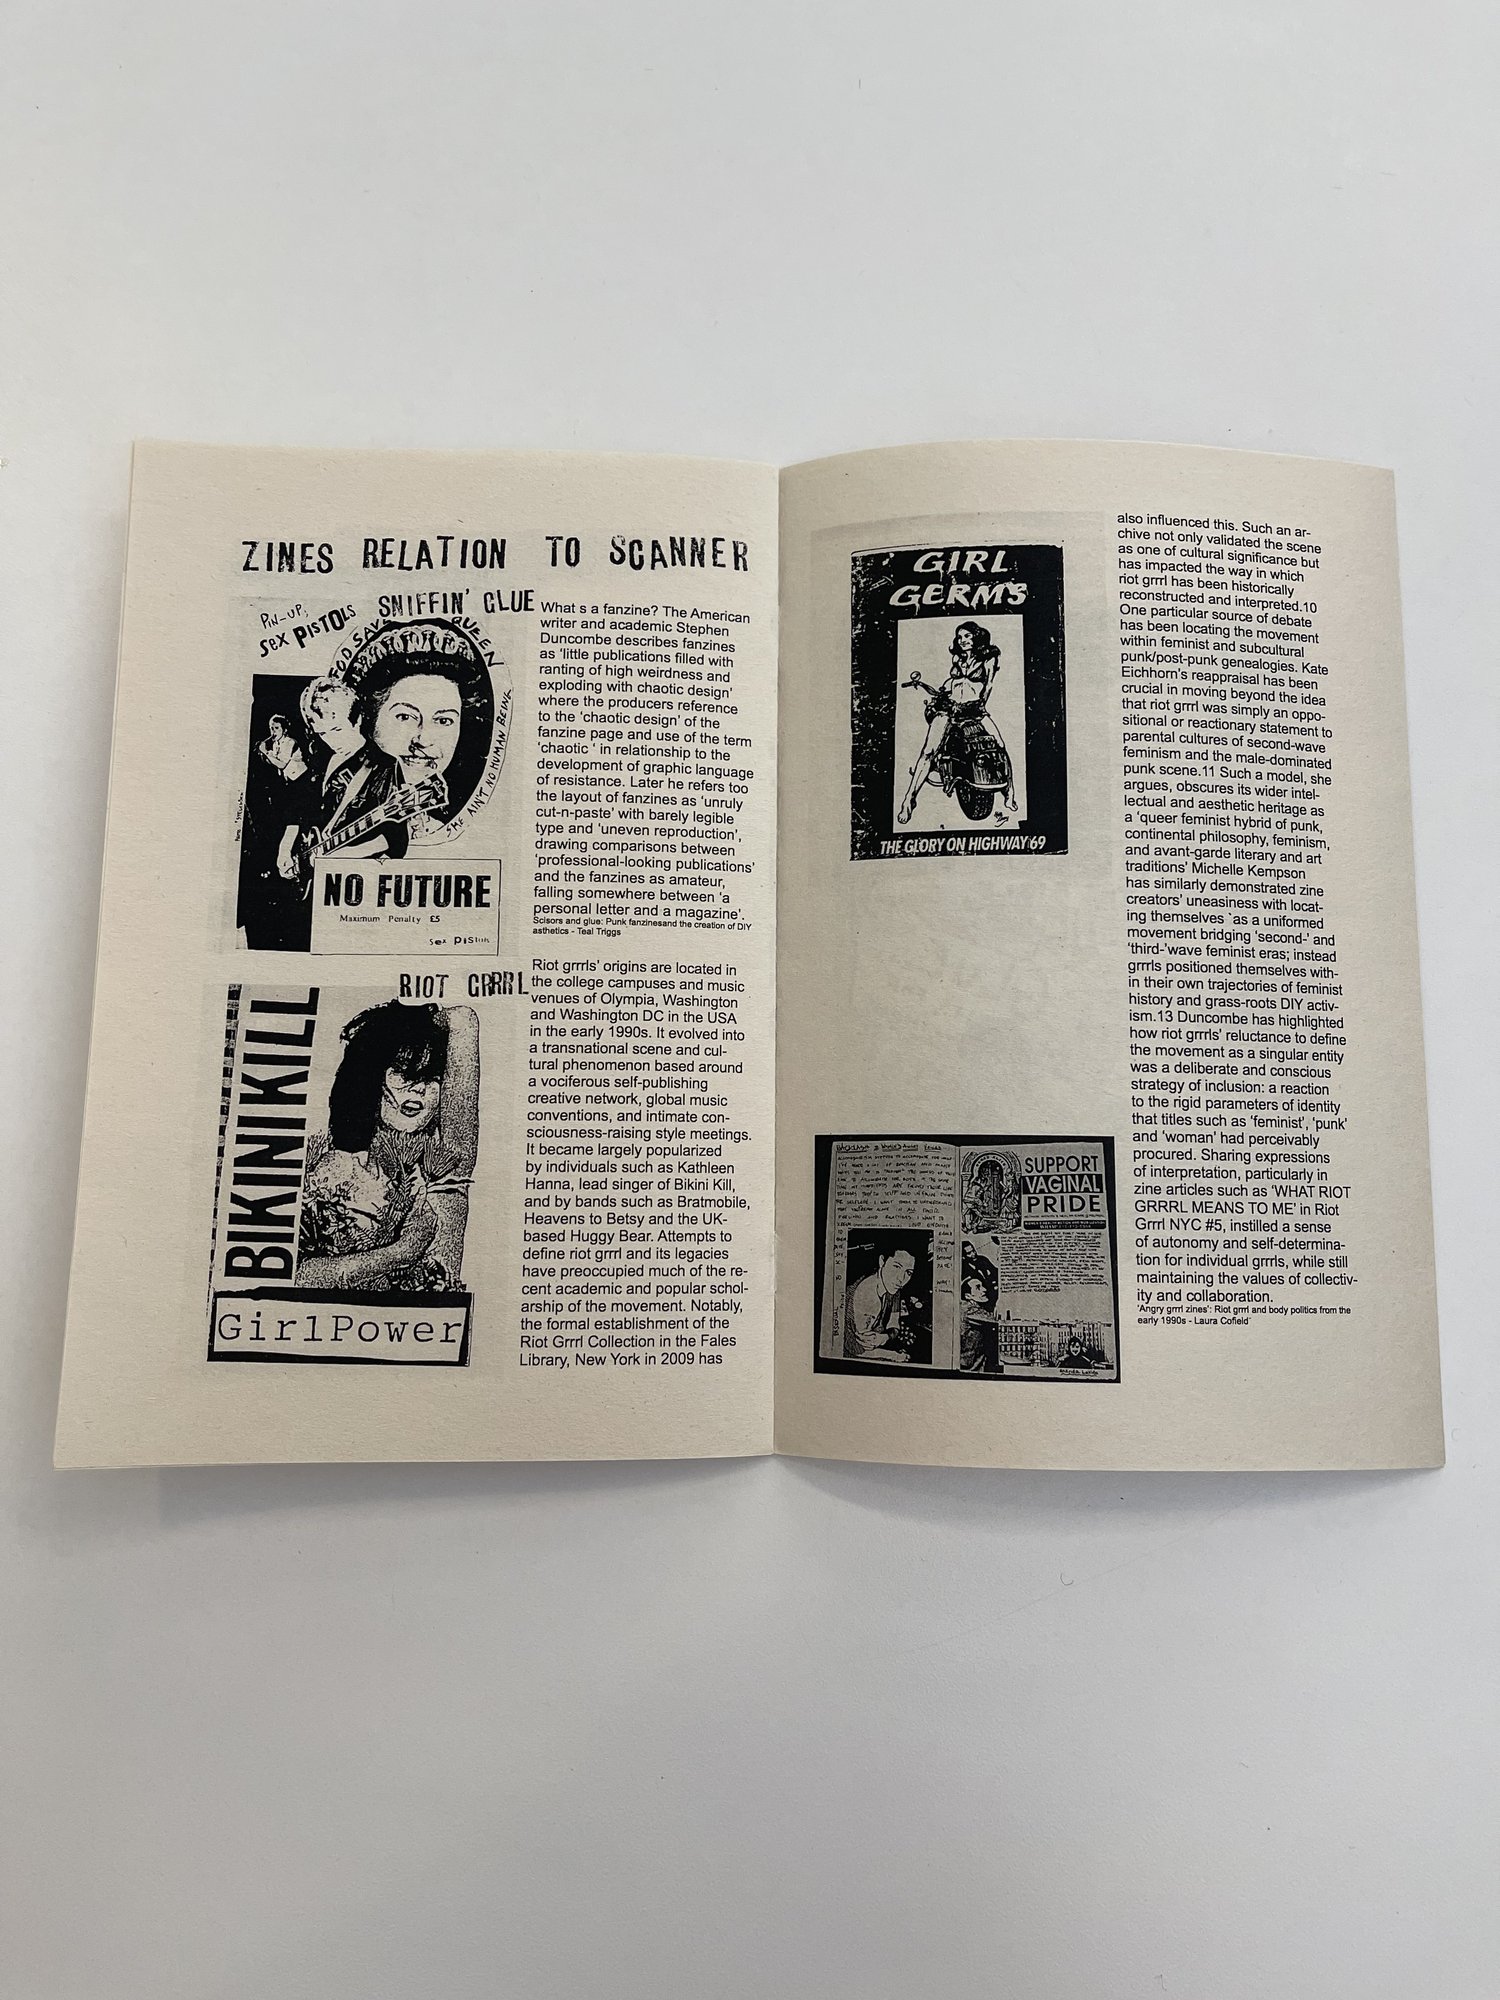 ZINES RELATION TO SCANNER
PIN-UP:
SEX PISTOLS
SNIFFIN' GLUE
SAVE
QUEEN
SHE AIN'T NO HUMAN BEING
NO FUTURE
Maximum Penalty £5
Sex PIStols
What s a fanzine? The American
writer and academic Stephen
Duncombe describes fanzines
as ‘little publications filled with
ranting of high weirdness and
exploding with chaotic design’
where the producers reference
to the ‘chaotic design’ of the
fanzine page and use of the term
‘chaotic ‘ in relationship to the
development of graphic language
of resistance. Later he refers too
the layout of fanzines as ‘unruly
cut-n-paste’ with barely legible
type and ‘uneven reproduction’,
drawing comparisons between
‘professional-looking publications’
and the fanzines as amateur,
falling somewhere between ‘a
personal letter and a magazine’.
Scisors and glue: Punk fanzinesand the creation of DIY
asthetics - Teal Triggs
RIOT GRRRL
BIKINI KILL
GirlPower
Riot grrrls’ origins are located in
the college campuses and music
venues of Olympia, Washington
and Washington DC in the USA
in the early 1990s. It evolved into
a transnational scene and cul-
tural phenomenon based around
a vociferous self-publishing
creative network, global music
conventions, and intimate con-
sciousness-raising style meetings.
It became largely popularized
by individuals such as Kathleen
Hanna, lead singer of Bikini Kill,
and by bands such as Bratmobile,
Heavens to Betsy and the UK-
based Huggy Bear. Attempts to
define riot grrrl and its legacies
have preoccupied much of the re-
cent academic and popular schol-
arship of the movement. Notably,
the formal establishment of the
Riot Grrrl Collection in the Fales
Library, New York in 2009 has
GIRL
GERMS
THE GLORY ON HIGHWAY 69
SUPPORT
VAGINAL
PRIDE
also influenced this. Such an ar-
chive not only validated the scene
as one of cultural significance but
has impacted the way in which
riot grrrl has been historically
reconstructed and interpreted.10
One particular source of debate
has been locating the movement
within feminist and subcultural
punk/post-punk genealogies. Kate
Eichhorn’s reappraisal has been
crucial in moving beyond the idea
that riot grrrl was simply an oppo-
sitional or reactionary statement to
parental cultures of second-wave
feminism and the male-dominated
punk scene.11 Such a model, she
argues, obscures its wider intel-
lectual and aesthetic heritage as
a ‘queer feminist hybrid of punk,
continental philosophy, feminism,
and avant-garde literary and art
traditions’ Michelle Kempson
has similarly demonstrated zine
creators’ uneasiness with locat-
ing themselves `as a uniformed
movement bridging ‘second-’ and
‘third-’wave feminist eras; instead
grrrls positioned themselves with-
in their own trajectories of feminist
history and grass-roots DIY activ-
ism.13 Duncombe has highlighted
how riot grrrls’ reluctance to define
the movement as a singular entity
was a deliberate and conscious
strategy of inclusion: a reaction
to the rigid parameters of identity
that titles such as ‘feminist’, ‘punk’
and ‘woman’ had perceivably
procured. Sharing expressions
of interpretation, particularly in
zine articles such as ‘WHAT RIOT
GRRRL MEANS TO ME’ in Riot
Grrrl NYC #5, instilled a sense
of autonomy and self-determina-
tion for individual grrrls, while still
maintaining the values of collectiv-
ity and collaboration.
‘Angry grrrl zines’: Riot grrrl and body politics from the
early 1990s - Laura Cofield`